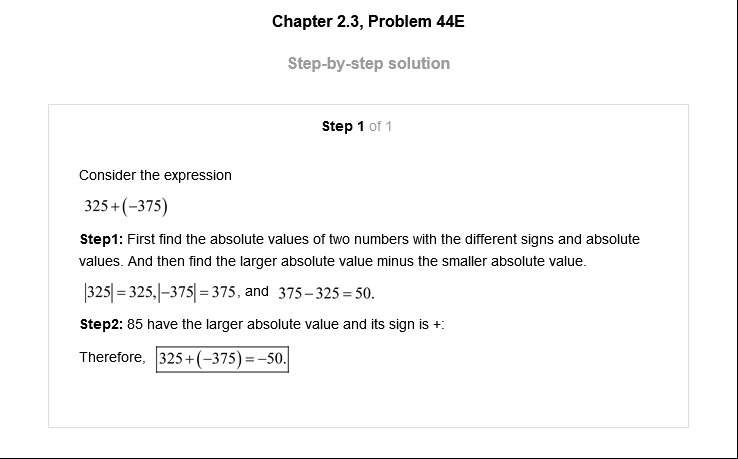 Chapter 2.3, Problem 44E
Step-by-step solution
Step 1 of 1
Consider the expression
325+(−375)
Step1: First find the absolute values of two numbers with the different signs and absolute
values. And then find the larger absolute value minus the smaller absolute value.
|325|=325,|−375|=375, and 375−325=50.
Step2: 85 have the larger absolute value and its sign is +:
Therefore, 325+(−375)=−50.